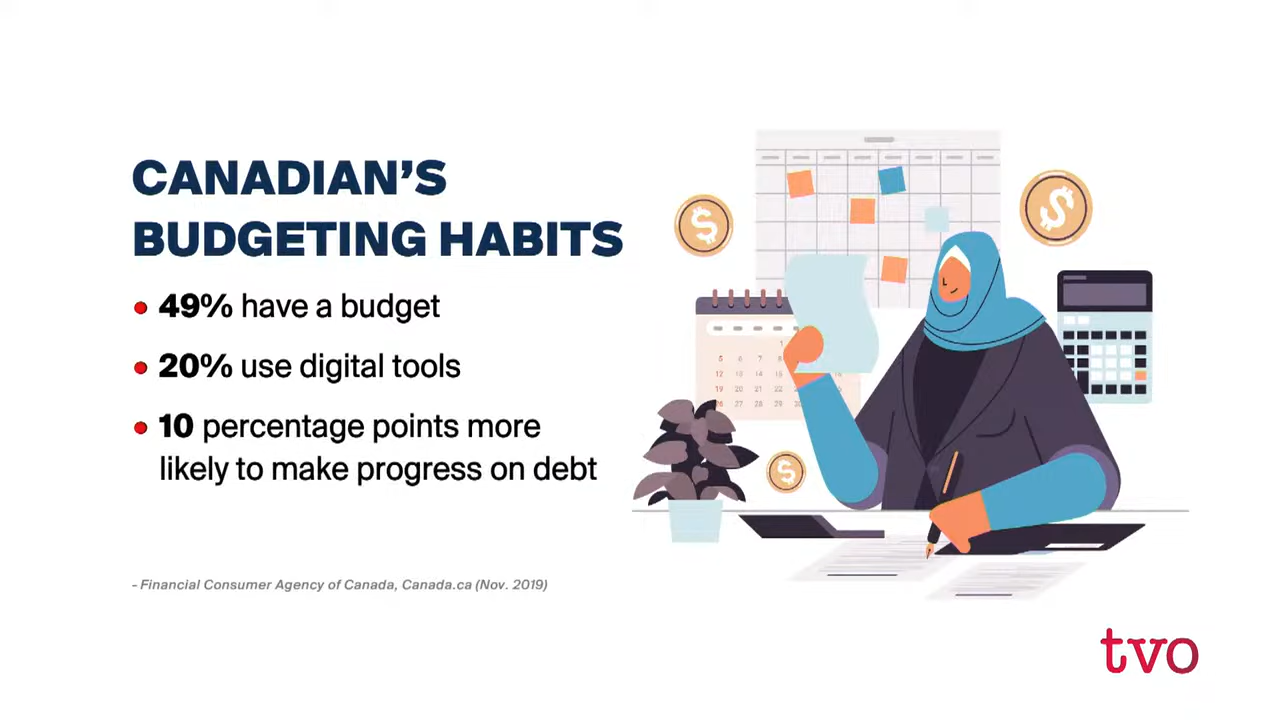 CANADIAN'S
BUDGETING HABITS
49% have a budget
20% use digital tools
10 percentage points more
likely to make progress on debt
- Financial Consumer Agency of Canada, Canada.ca (Nov. 2019)
tvo